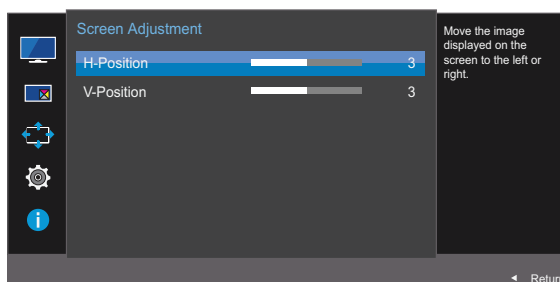 Screen Adjustment
H-Position 3
V-Position 3
Move the image
displayed on the
screen to the left or
right.
Return